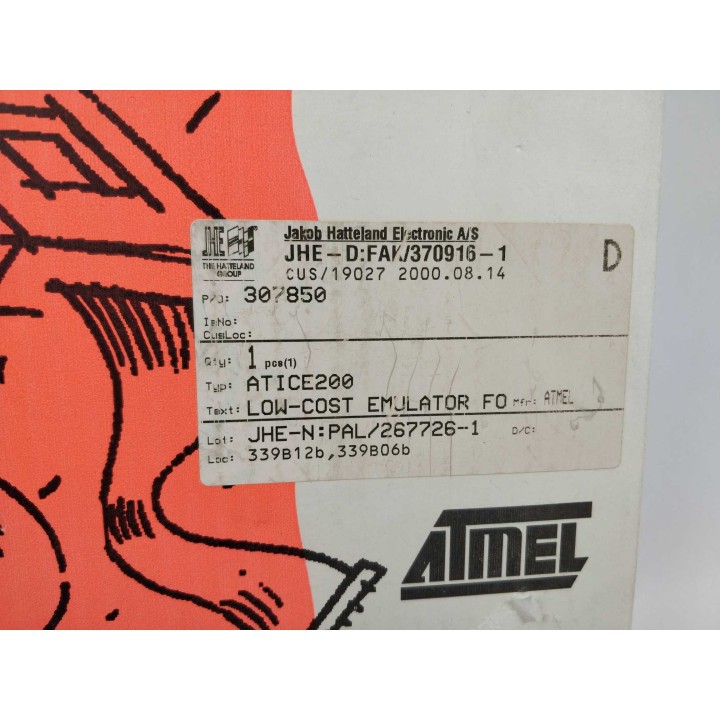 JHE
THE HATTELAND
GROUP
Jakob Hatteland Electronic A/S
JHE-D:FAK/370916-1
CUS/19027 2000.08.14
D
P/O: 307850
IsNo:
CusLoc:
Qty: 1 pcs(1)
Typ: ATICE200
Text: LOW-COST EMULATOR FO Mfr: ATMEL
Lot: JHE-N:PAL/267726-1 D/C:
Loc: 339B12b,339B06b
ATMEL